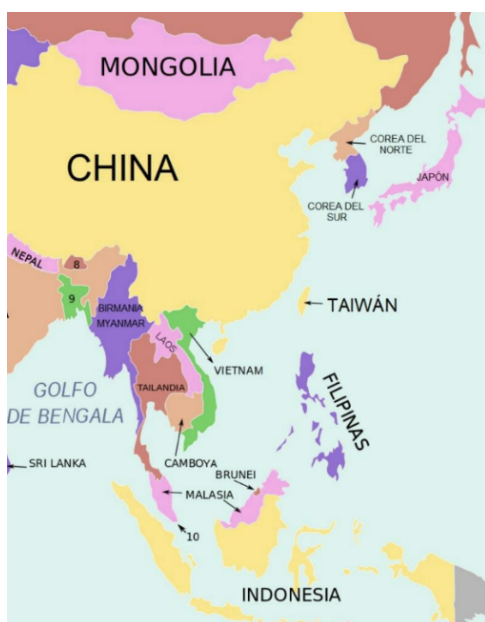 MONGOLIA
COREA DEL
NORTE
CHINA
JAPÓN
COREA DEL
SUR
NEPAL
8
9
BIRMANIA
MYANMAR
TAIWÁN
LAOS
VIETNAM
FILIPINAS
TAILANDIA
GOLFO
DE BENGALA
SRI LANKA
CAMBOYA
BRUNEI
MALASIA
10
INDONESIA